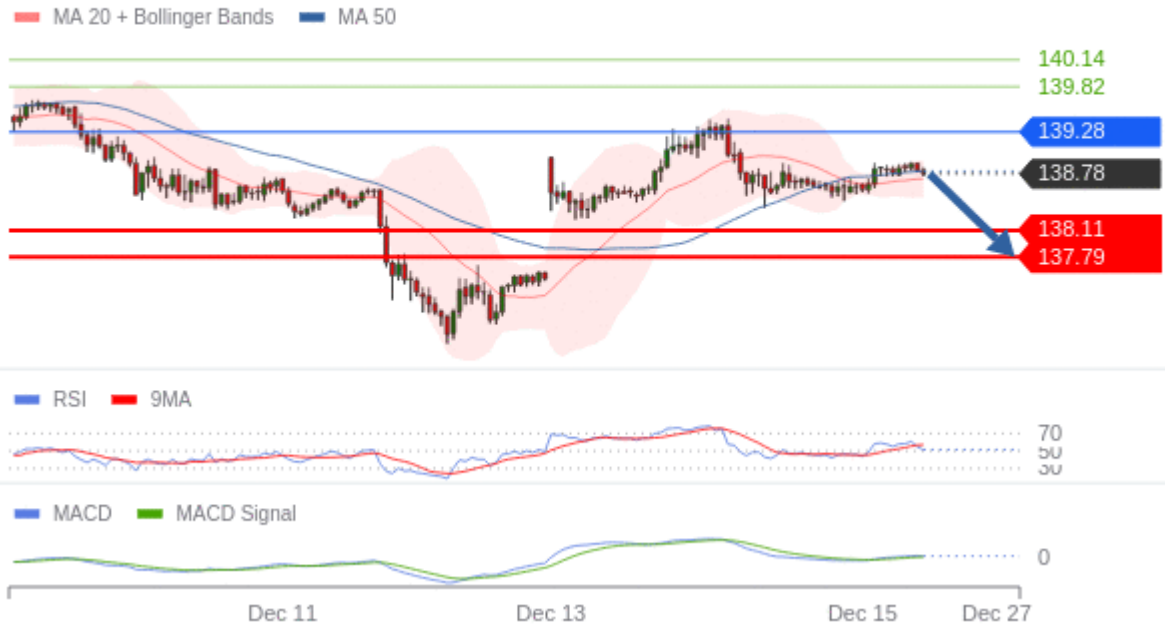 MA 20 + Bollinger Bands MA 50
140.14
139.82
139.28
138.78
138.11
137.79
RSI 9MA
70
50
30
MACD MACD Signal
0
Dec 11 Dec 13 Dec 15 Dec 27